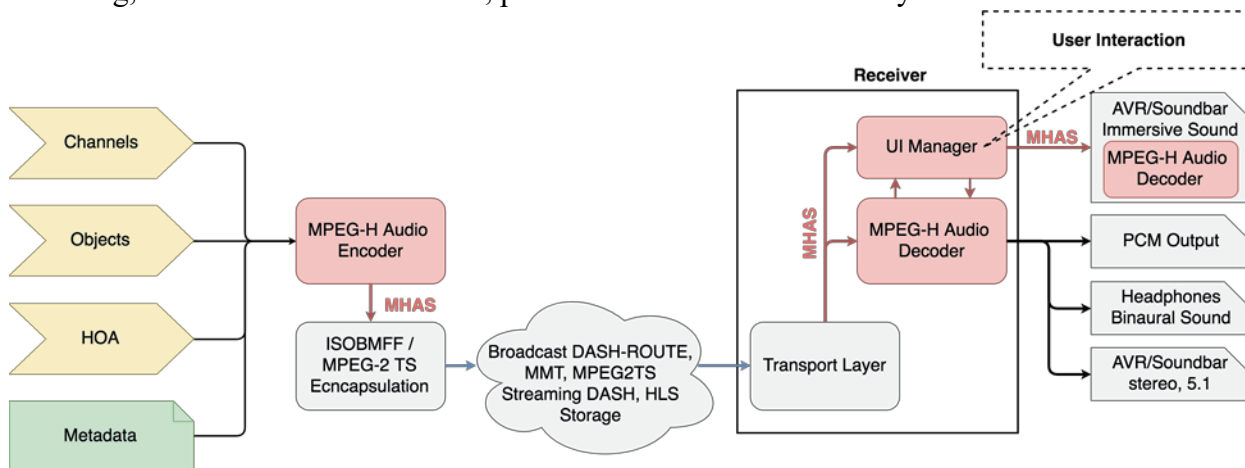 User Interaction
Receiver
Channels
Objects
HOA
Metadata
MPEG-H Audio
Encoder
MHAS
ISOBMFF /
MPEG-2 TS
Ecncapsulation
Broadcast DASH-ROUTE,
MMT, MPEG2TS
Streaming DASH, HLS
Storage
Transport Layer
MHAS
UI Manager
MPEG-H Audio
Decoder
MHAS
AVR/Soundbar
Immersive Sound
MPEG-H Audio
Decoder
PCM Output
Headphones
Binaural Sound
AVR/Soundbar
stereo, 5.1